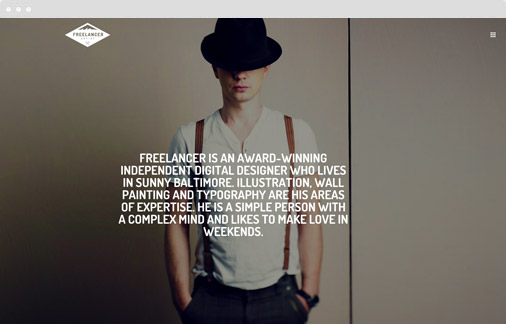 FREELANCER
FREELANCER IS AN AWARD-WINNING
INDEPENDENT DIGITAL DESIGNER WHO LIVES
IN SUNNY BALTIMORE. ILLUSTRATION, WALL
PAINTING AND TYPOGRAPHY ARE HIS AREAS
OF EXPERTISE. HE IS A SIMPLE PERSON WITH
A COMPLEX MIND AND LIKES TO MAKE LOVE IN
WEEKENDS.